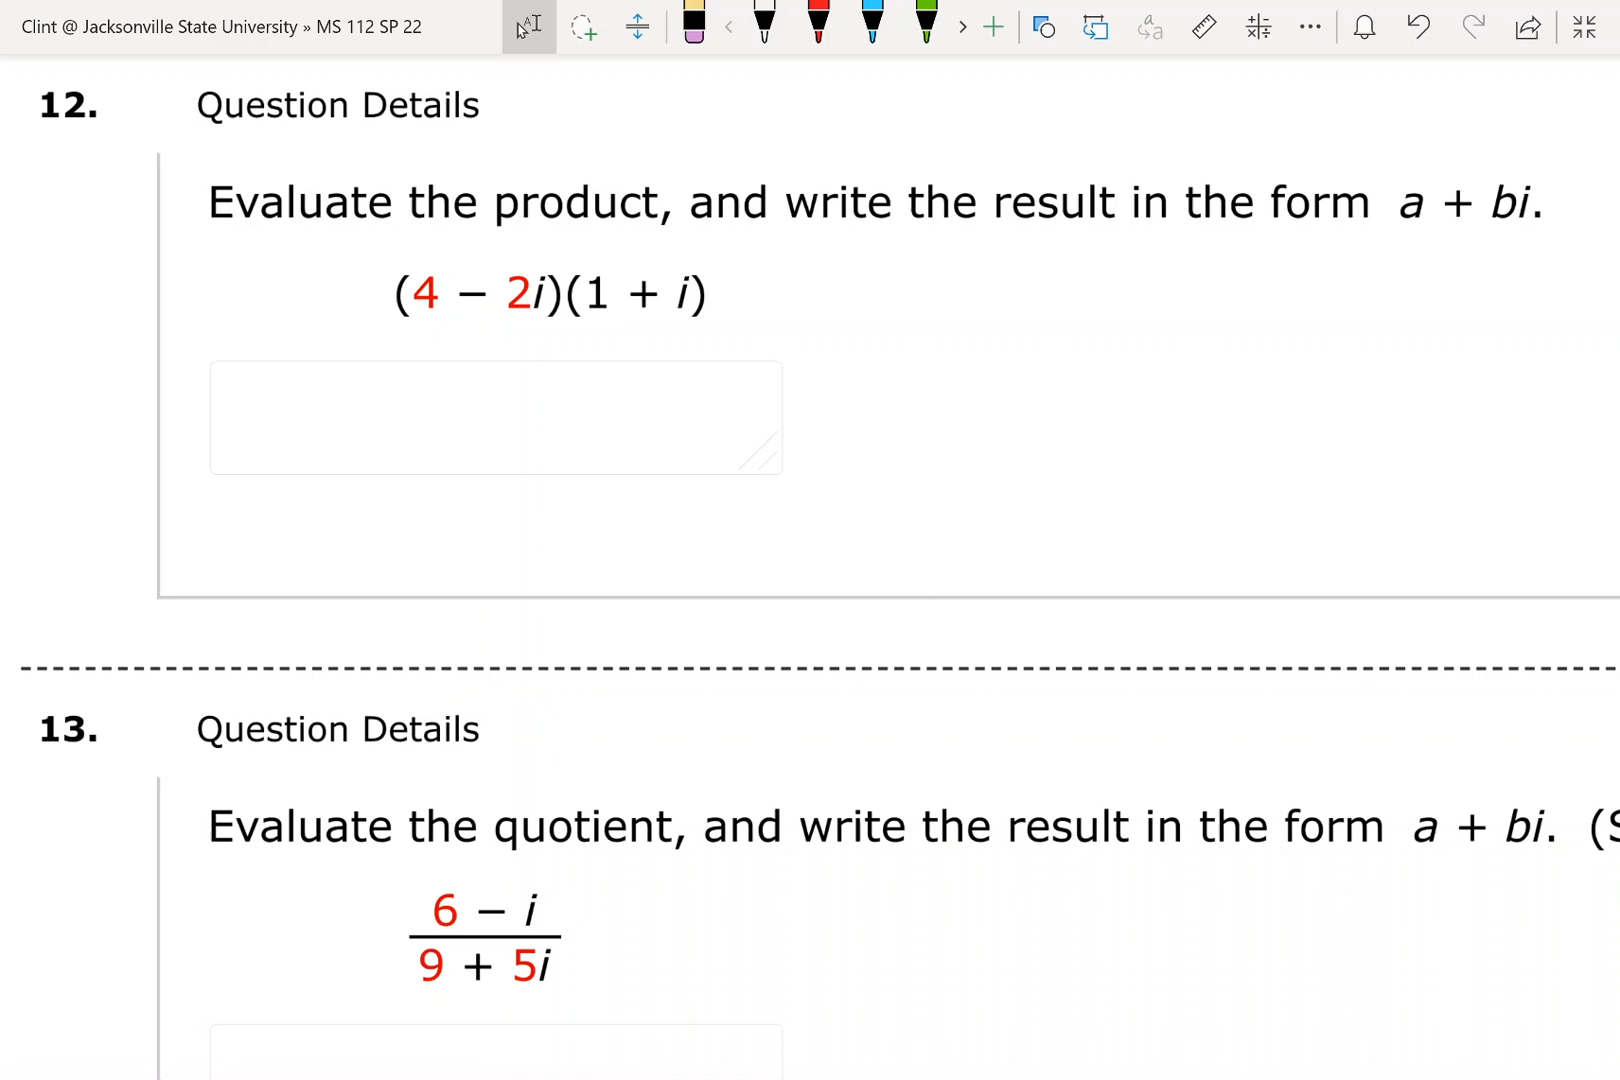 Clint @ Jacksonville State University » MS 112 SP 22
12. Question Details
Evaluate the product, and write the result in the form a + bi.
(4 − 2i)(1 + i)
13. Question Details
Evaluate the quotient, and write the result in the form a + bi. (
6 − i
9 + 5i